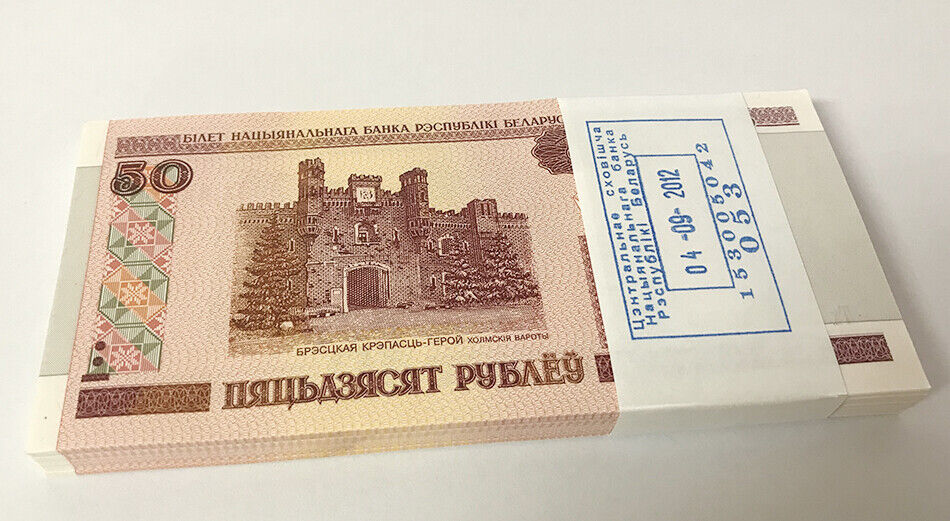 БІЛЕТ НАЦЫЯНАЛЬНАГА БАНКА РЭСПУБЛІКІ БЕЛАРУС
50
БРЭСЦКАЯ КРЭПАСЦЬ-ГЕРОЙ ХОЛМСКІЯ ВАРОТЫ
ПЯЦЬДЗЯСЯТ РУБЛЁЎ
Цэнтральнае сховішча
Нацыянальнага банка
Рэспублікі Беларусь
04 -09- 2012
153005042
053